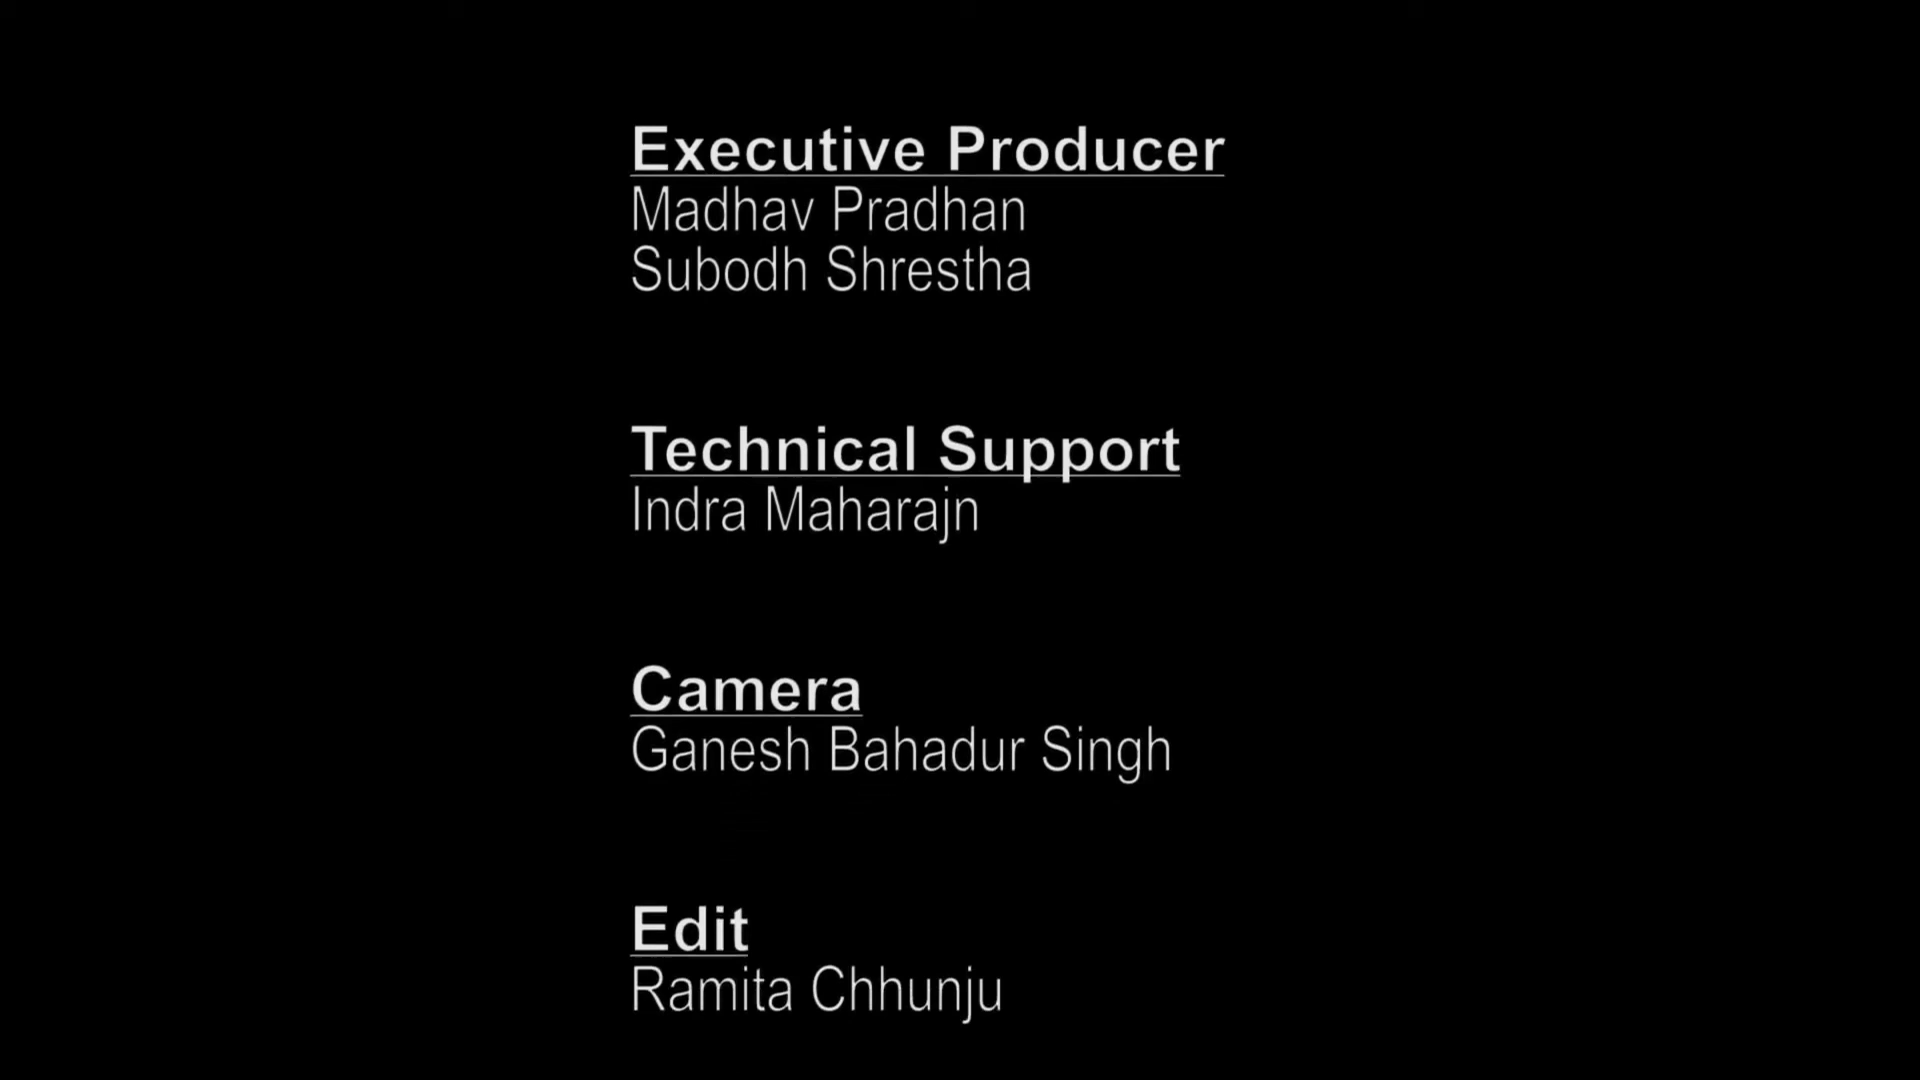 Executive Producer
Madhav Pradhan
Subodh Shrestha
Technical Support
Indra Maharajn
Camera
Ganesh Bahadur Singh
Edit
Ramita Chhunju